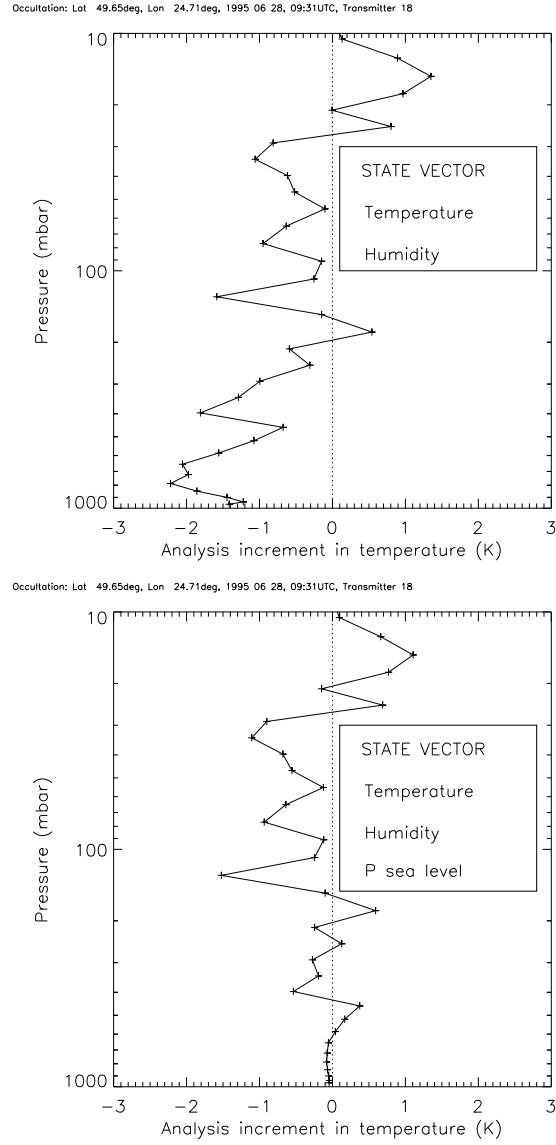 Occultation: Lat 49.65deg, Lon 24.71deg, 1995 06 28, 09:31UTC, Transmitter 18
10
100
1000
Pressure (mbar)
STATE VECTOR
Temperature
Humidity
−3 −2 −1 0 1 2 3
Analysis increment in temperature (K)
Occultation: Lat 49.65deg, Lon 24.71deg, 1995 06 28, 09:31UTC, Transmitter 18
10
100
1000
Pressure (mbar)
STATE VECTOR
Temperature
Humidity
P sea level
−3 −2 −1 0 1 2 3
Analysis increment in temperature (K)